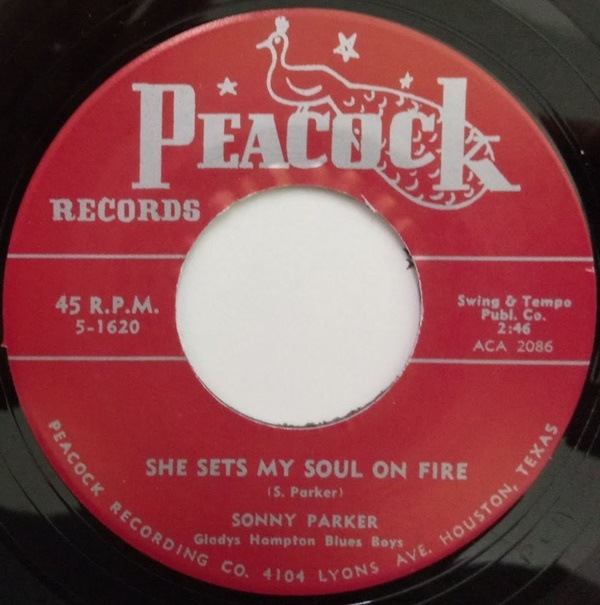 PEACOCK
RECORDS
45 R.P.M.
5-1620
Swing & Tempo
Publ. Co.
2:46
ACA 2086
SHE SETS MY SOUL ON FIRE
(S. Parker)
SONNY PARKER
Gladys Hampton Blues Boys
PEACOCK RECORDING CO. 4104 LYONS AVE. HOUSTON, TEXAS